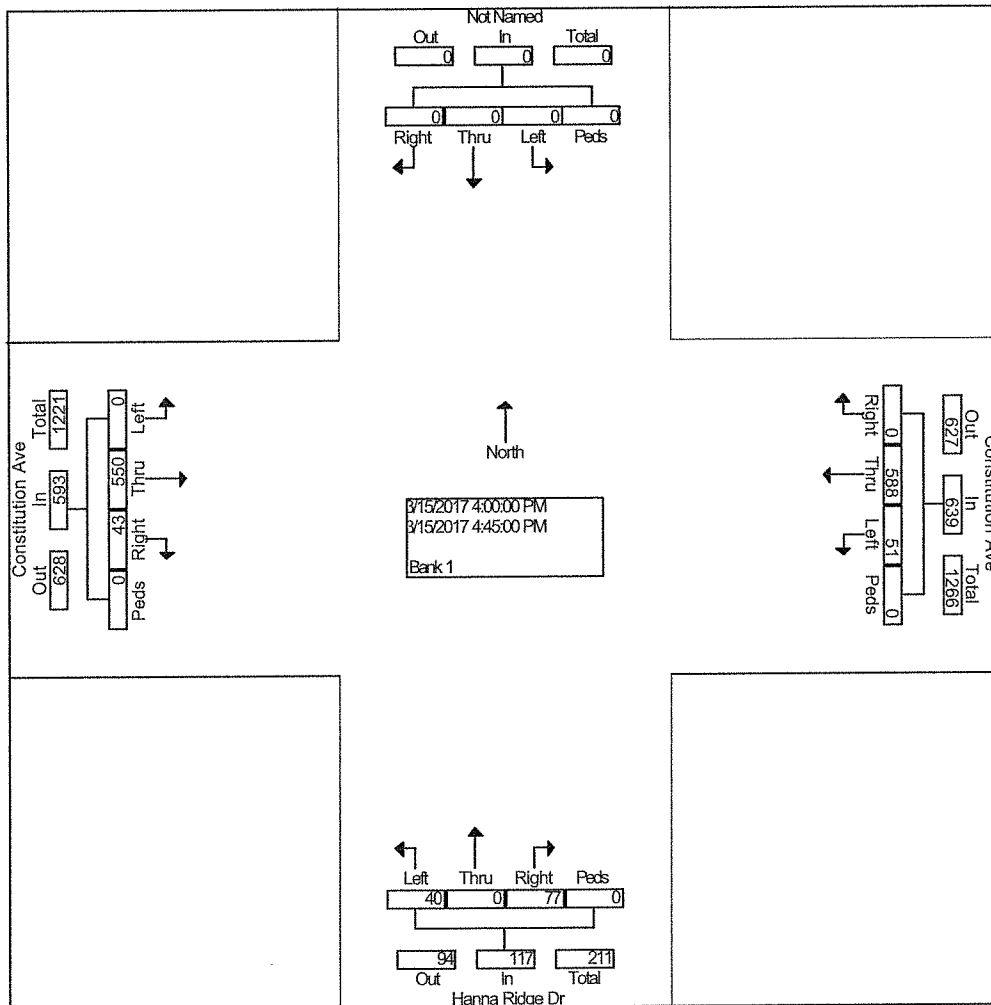 Not Named
Out In Total
0 0 0
0 0 0 0
Right Thru Left Peds
Constitution Ave
Total In Out
1221 593 628
0 550 43 0
Left Thru Right Peds
North
3/15/2017 4:00:00 PM
3/15/2017 4:45:00 PM
Bank 1
Right Thru Left Peds
0 588 51 0
627 639 1266
Out In Total
Constitution Ave
Left Thru Right Peds
40 0 77 0
94 117 211
Out In Total
Hanna Ridge Dr